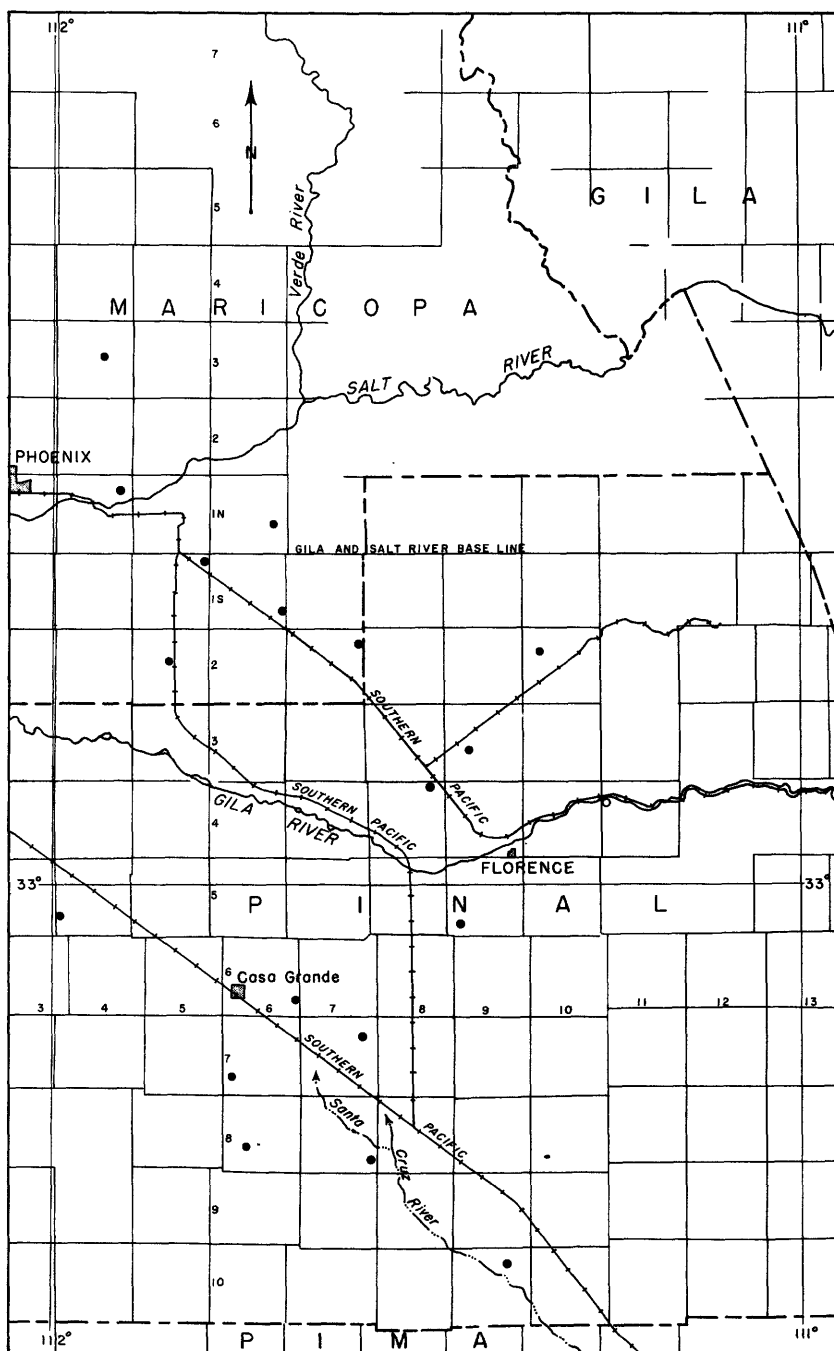 112° 111°
7
6
N
5
G I L A
Verde River
4
M A R I C O P A
3
SALT RIVER
2
PHOENIX
1N
GILA AND SALT RIVER BASE LINE
1S
2
SOUTHERN PACIFIC
3
SOUTHERN PACIFIC
GILA RIVER
4
FLORENCE
33° 33°
5
P I N A L
6
Casa Grande
3 4 5 6 7 8 9 10 11 12 13
SOUTHERN PACIFIC
7
Santa Cruz River
8
9
10
112° 111°
P I M A